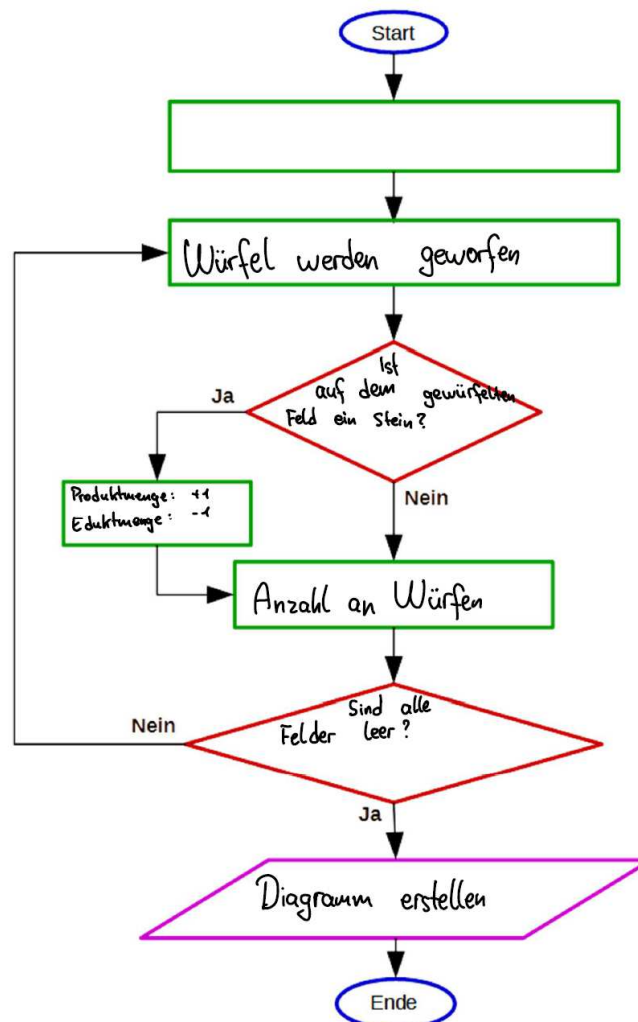 Start
Würfel werden geworfen
Ist
auf dem gewürfelten
Feld ein Stein?
Ja
Nein
Produktmenge: +1
Eduktmenge: -1
Anzahl an Würfen
Sind alle
Felder leer?
Nein
Ja
Diagramm erstellen
Ende